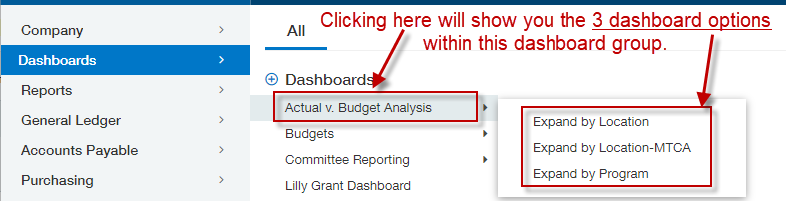 Clicking here will show you the 3 dashboard options
within this dashboard group.
Company
Dashboards
Reports
General Ledger
Accounts Payable
Purchasing
All
Dashboards
Actual v. Budget Analysis
Budgets
Committee Reporting
Lilly Grant Dashboard
Expand by Location
Expand by Location-MTCA
Expand by Program